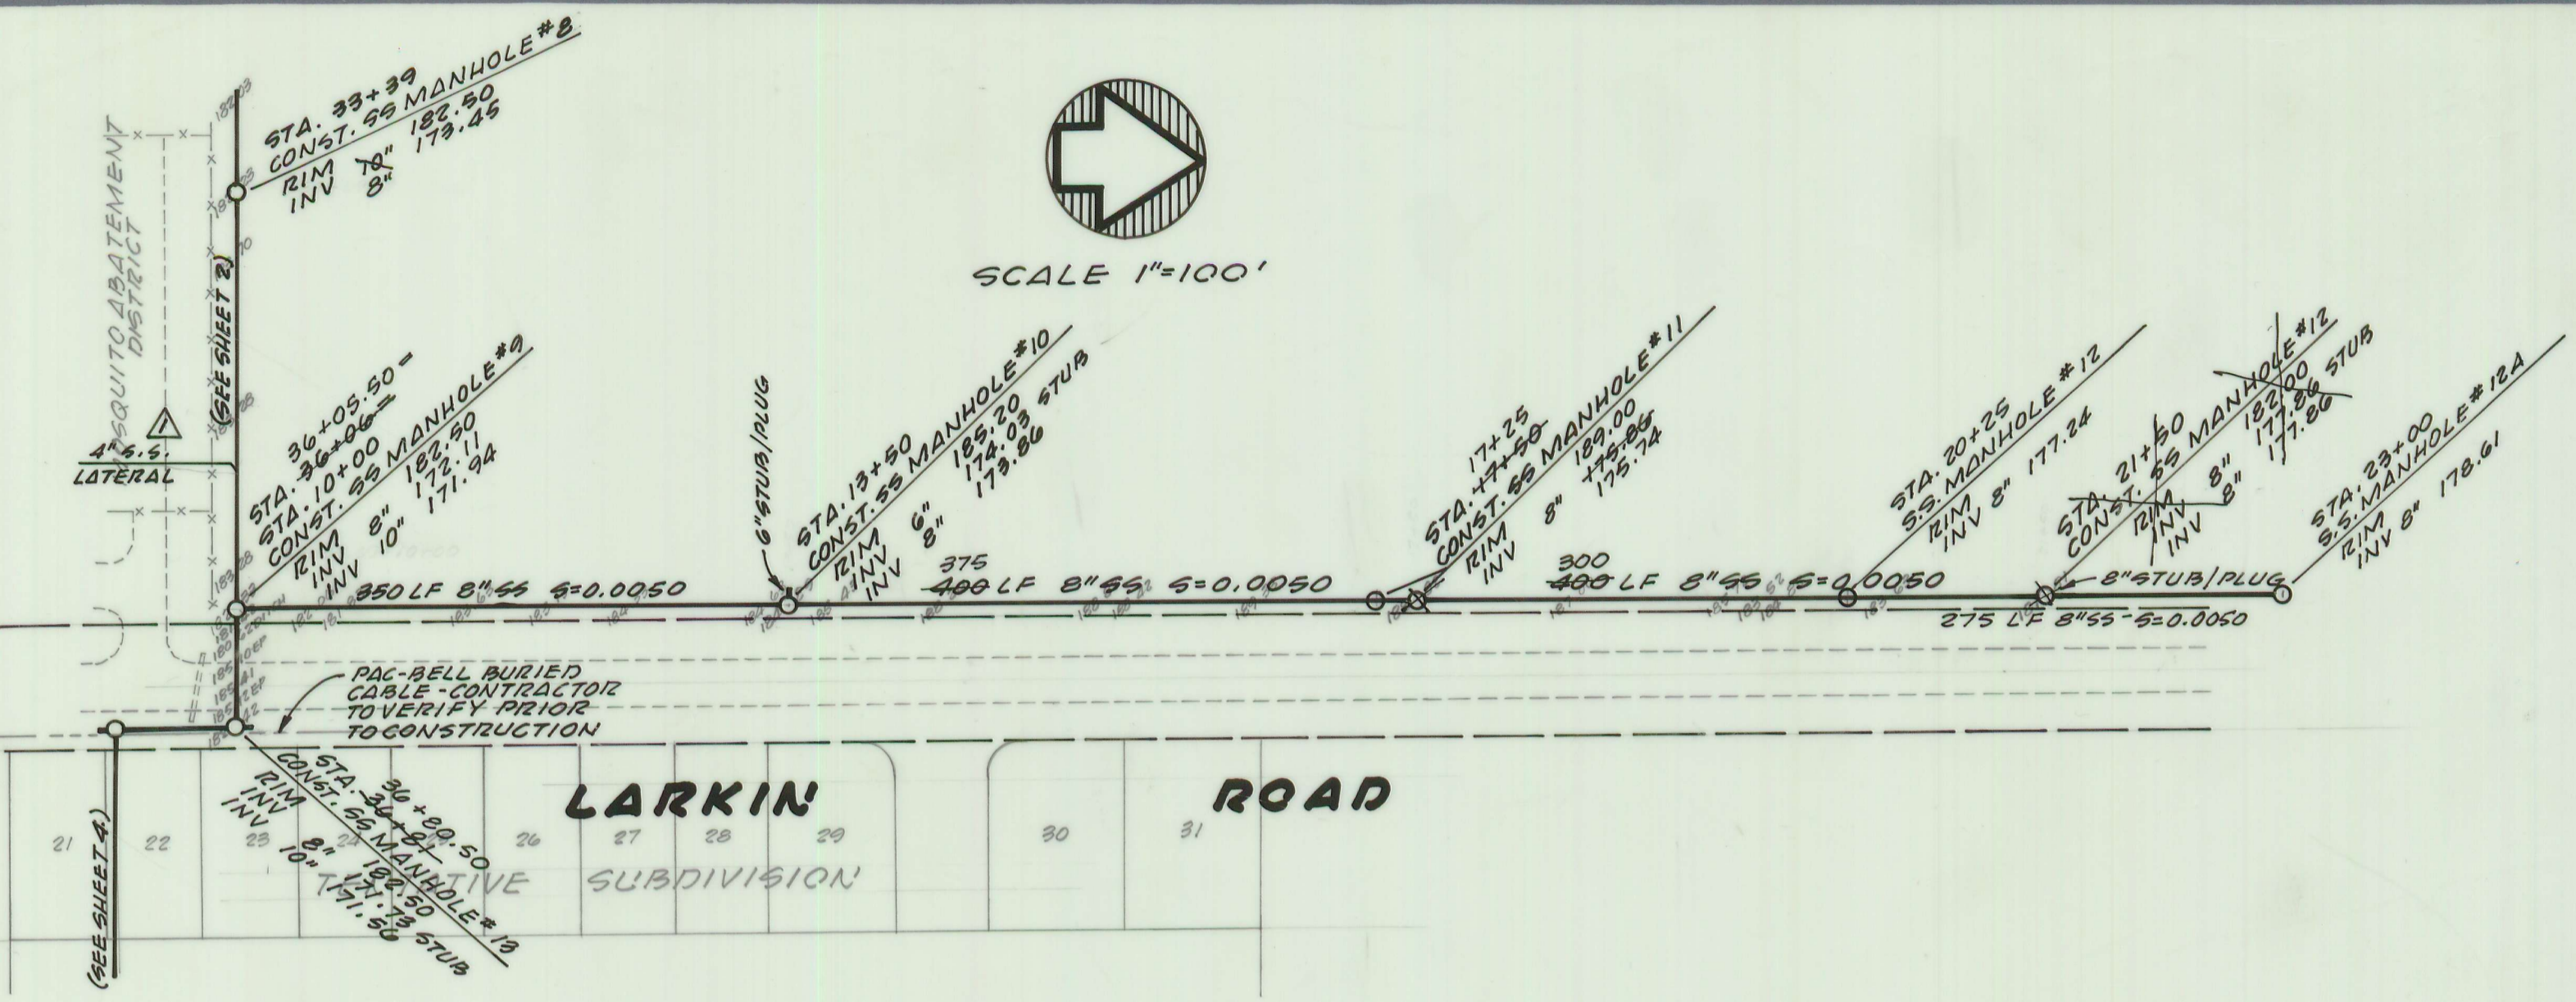 STA. 33+39
CONST. SS MANHOLE #8
RIM 182.50
INV 10" 173.45
8"
MOSQUITO ABATEMENT
DISTRICT
(SEE SHEET 2)
4" S.S.
LATERAL
SCALE 1"=100'
36+05.50=
STA. 36+06=
STA. 10+00
CONST. SS MANHOLE #9
RIM 182.50
INV 8" 172.11
INV 10" 171.94
6" STUB/PLUG
STA. 13+50
CONST. SS MANHOLE #10
RIM 185.20
INV 6" 174.03 STUB
INV 8" 173.86
17+25
STA. 17+50
CONST. SS MANHOLE #11
RIM 189.00
INV 8" 175.86
175.74
STA. 20+25
S.S. MANHOLE #12
RIM
INV 8" 177.24
STA. 21+50
CONST. SS MANHOLE #12
RIM 182.00
INV 8" 177.86 STUB
INV 8" 177.86
STA. 23+00
S.S. MANHOLE #12A
RIM
INV 8" 178.61
350 LF 8"SS S=0.0050
375
400 LF 8"SS S=0.0050
300
400 LF 8"SS S=0.0050
8" STUB/PLUG
275 LF 8"SS S=0.0050
PAC-BELL BURIED
CABLE-CONTRACTOR
TO VERIFY PRIOR
TO CONSTRUCTION
36+80.50
STA. 36+81
CONST. SS MANHOLE #13
RIM 182.50
INV 8" 171.73 STUB
INV 10" 171.56
LARKIN ROAD
21 22 23 24 26 27 28 29 30 31
TENTATIVE SUBDIVISION
(SEE SHEET 4)